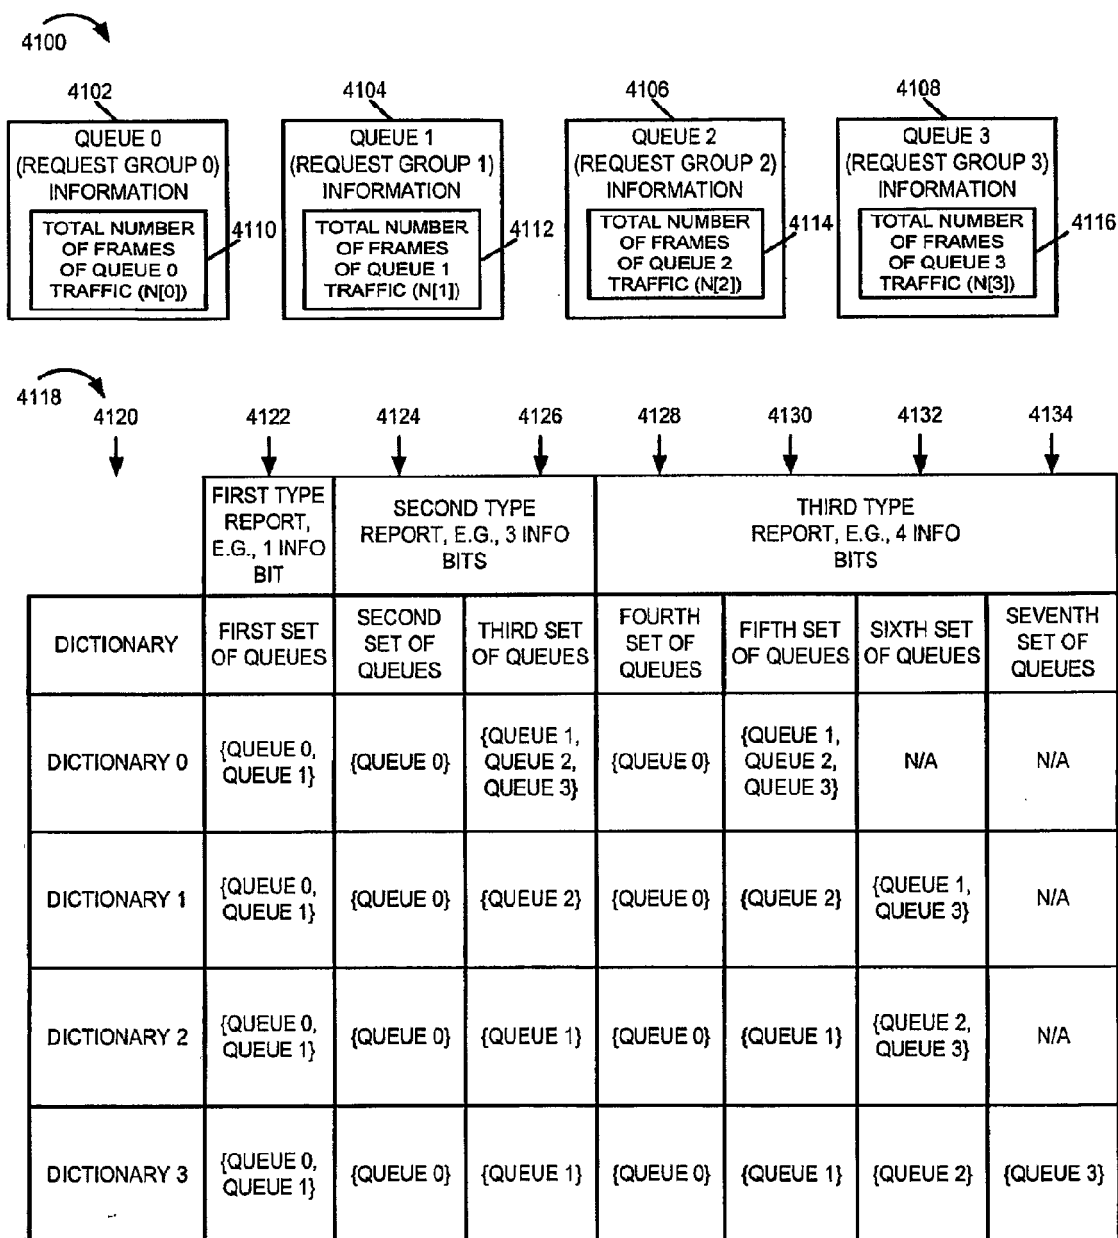 4100
4102
4104
4106
4108
QUEUE 0
(REQUEST GROUP 0)
INFORMATION
TOTAL NUMBER
OF FRAMES
OF QUEUE 0
TRAFFIC (N[0])
4110
QUEUE 1
(REQUEST GROUP 1)
INFORMATION
TOTAL NUMBER
OF FRAMES
OF QUEUE 1
TRAFFIC (N[1])
4112
QUEUE 2
(REQUEST GROUP 2)
INFORMATION
TOTAL NUMBER
OF FRAMES
OF QUEUE 2
TRAFFIC (N[2])
4114
QUEUE 3
(REQUEST GROUP 3)
INFORMATION
TOTAL NUMBER
OF FRAMES
OF QUEUE 3
TRAFFIC (N[3])
4116
4118
4120
4122
4124
4126
4128
4130
4132
4134
FIRST TYPE
REPORT,
E.G., 1 INFO
BIT
SECOND TYPE
REPORT, E.G., 3 INFO
BITS
THIRD TYPE
REPORT, E.G., 4 INFO
BITS
DICTIONARY
FIRST SET
OF QUEUES
SECOND
SET OF
QUEUES
THIRD SET
OF QUEUES
FOURTH
SET OF
QUEUES
FIFTH SET
OF QUEUES
SIXTH SET
OF QUEUES
SEVENTH
SET OF
QUEUES
DICTIONARY 0
{QUEUE 0,
QUEUE 1}
{QUEUE 0}
{QUEUE 1,
QUEUE 2,
QUEUE 3}
{QUEUE 0}
{QUEUE 1,
QUEUE 2,
QUEUE 3}
N/A
N/A
DICTIONARY 1
{QUEUE 0,
QUEUE 1}
{QUEUE 0}
{QUEUE 2}
{QUEUE 0}
{QUEUE 2}
{QUEUE 1,
QUEUE 3}
N/A
DICTIONARY 2
{QUEUE 0,
QUEUE 1}
{QUEUE 0}
{QUEUE 1}
{QUEUE 0}
{QUEUE 1}
{QUEUE 2,
QUEUE 3}
N/A
DICTIONARY 3
{QUEUE 0,
QUEUE 1}
{QUEUE 0}
{QUEUE 1}
{QUEUE 0}
{QUEUE 1}
{QUEUE 2}
{QUEUE 3}